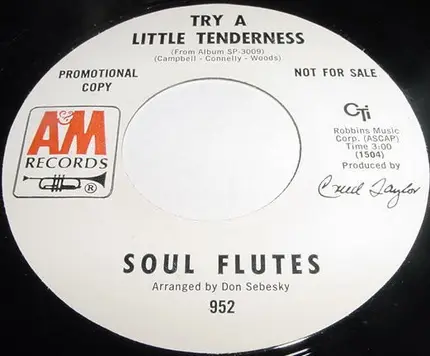 TRY A
LITTLE TENDERNESS
(From Album SP-3009)
(Campbell - Connelly - Woods)
PROMOTIONAL
COPY
NOT FOR SALE
A&M
RECORDS
®
CTi
Robbins Music
Corp. (ASCAP)
Time 3:00
(1504)
Produced by
Creed Taylor
SOUL FLUTES
Arranged by Don Sebesky
952